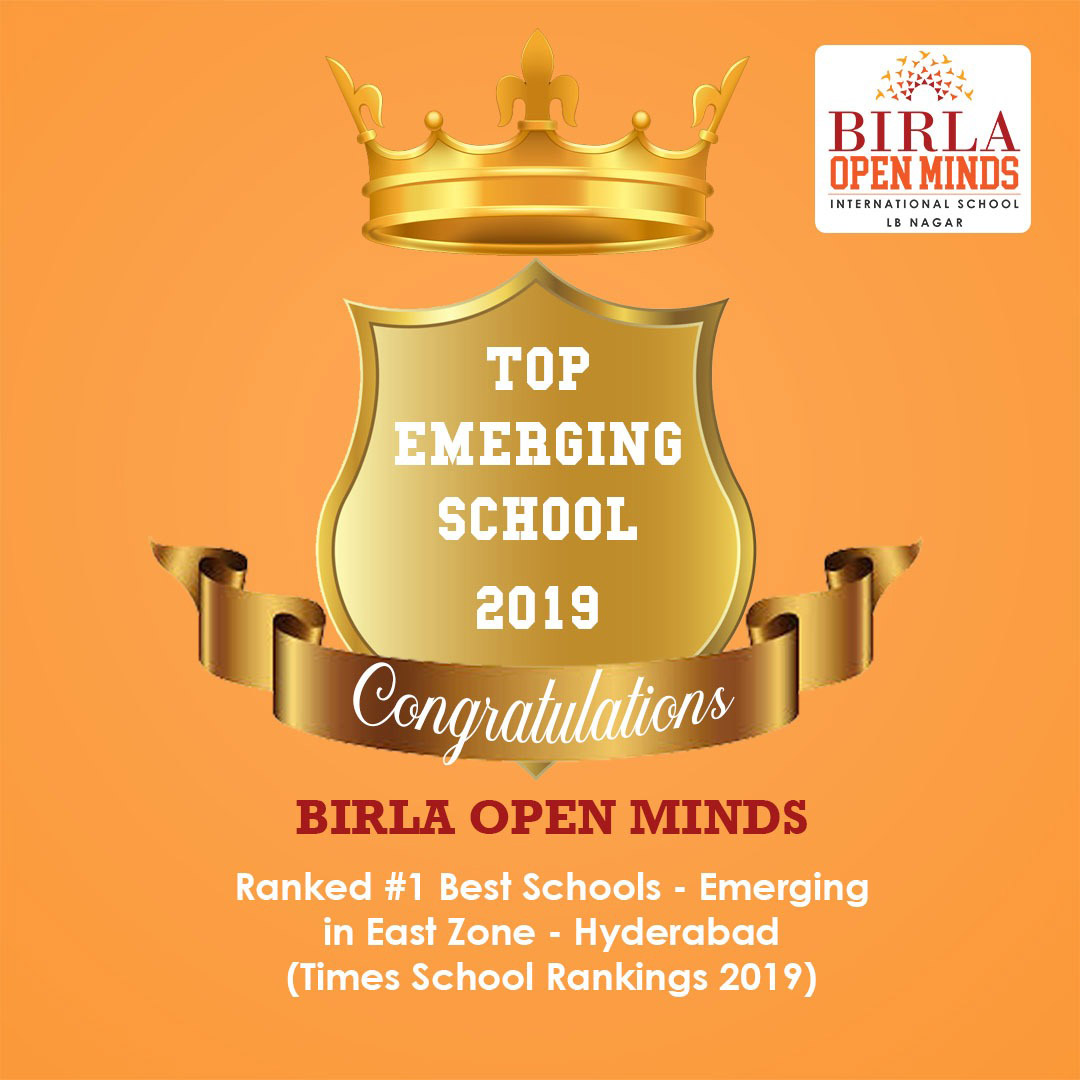 BIRLA
OPEN MINDS
INTERNATIONAL SCHOOL
LB NAGAR
TOP
EMERGING
SCHOOL
2019
Congratulations
BIRLA OPEN MINDS
Ranked #1 Best Schools - Emerging
in East Zone - Hyderabad
(Times School Rankings 2019)